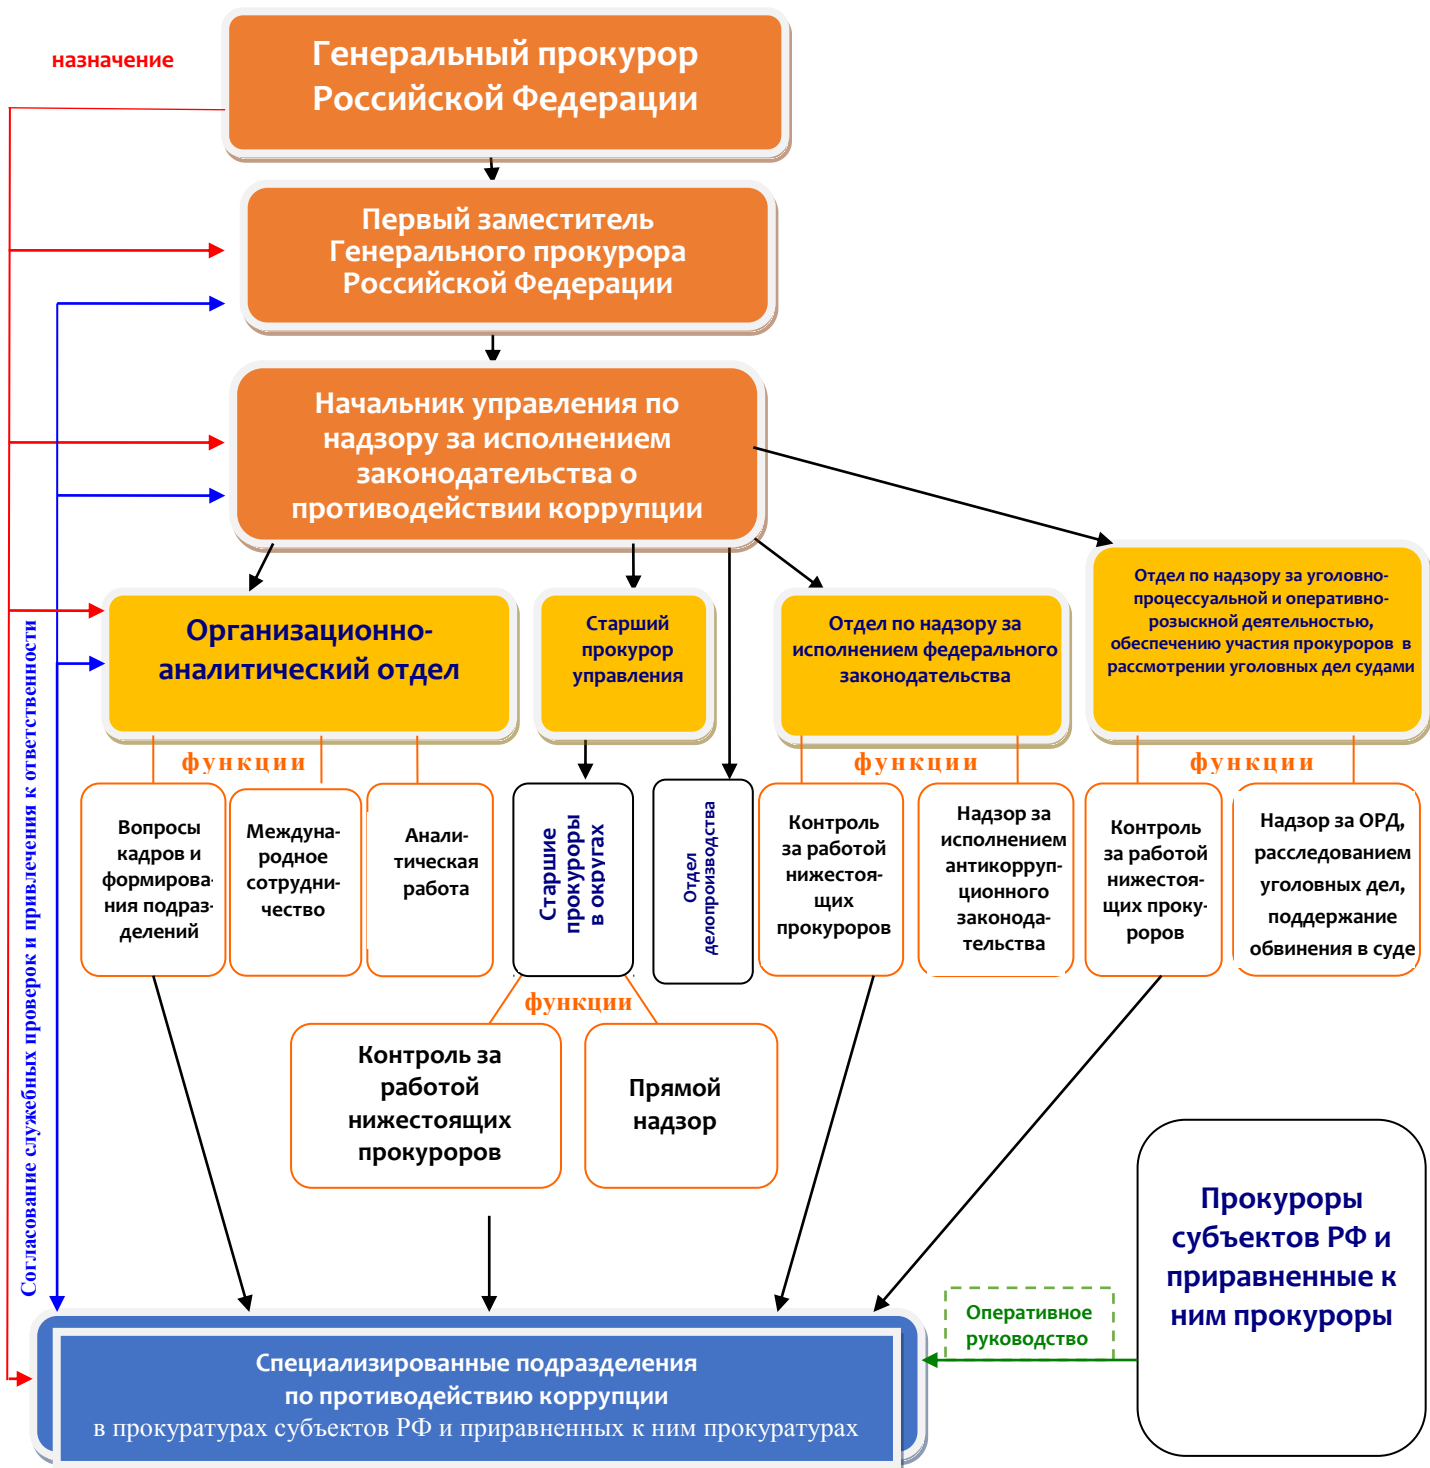 назначение
Генеральный прокурор
Российской Федерации
Первый заместитель
Генерального прокурора
Российской Федерации
Начальник управления по
надзору за исполнением
законодательства о
противодействии коррупции
Согласование служебных проверок и привлечения к ответственности
Организационно-
аналитический отдел
Старший
прокурор
управления
Отдел по надзору за
исполнением федерального
законодательства
Отдел по надзору за уголовно-
процессуальной и оперативно-
розыскной деятельностью,
обеспечению участия прокуроров в
рассмотрении уголовных дел судами
функции
функции
функции
Вопросы
кадров и
формирова-
ния подраз-
делений
Междуна-
родное
сотрудни-
чество
Анали-
тическая
работа
Старшие
прокуроры
в округах
Отдел
делопроизводства
Контроль
за работой
нижестоя-
щих
прокуроров
Надзор за
исполнением
антикорруп-
ционного
законода-
тельства
Контроль
за работой
нижестоя-
щих проку-
роров
Надзор за ОРД,
расследованием
уголовных дел,
поддержание
обвинения в суде
функции
Контроль за
работой
нижестоящих
прокуроров
Прямой
надзор
Прокуроры
субъектов РФ и
приравненные к
ним прокуроры
Оперативное
руководство
Специализированные подразделения
по противодействию коррупции
в прокуратурах субъектов РФ и приравненных к ним прокуратурах